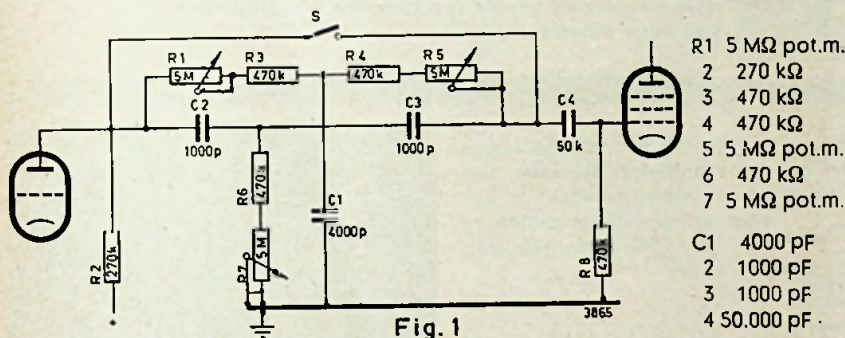 S
R1 R3 R4 R5
5M 470k 470k 5M
C2 C3 C4
1000p 1000p 50k
R6 470k
C1
4000p
R2 270k
R7 5M
R8 470k
Fig.1
3865
R1 5 MΩ pot.m.
2 270 kΩ
3 470 kΩ
4 470 kΩ
5 5 MΩ pot.m.
6 470 kΩ
7 5 MΩ pot.m.
C1 4000 pF
2 1000 pF
3 1000 pF
4 50.000 pF